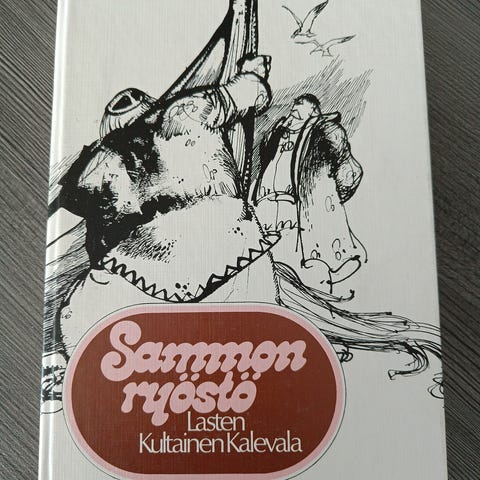 Sammon
ryöstö
Lasten
Kultainen Kalevala